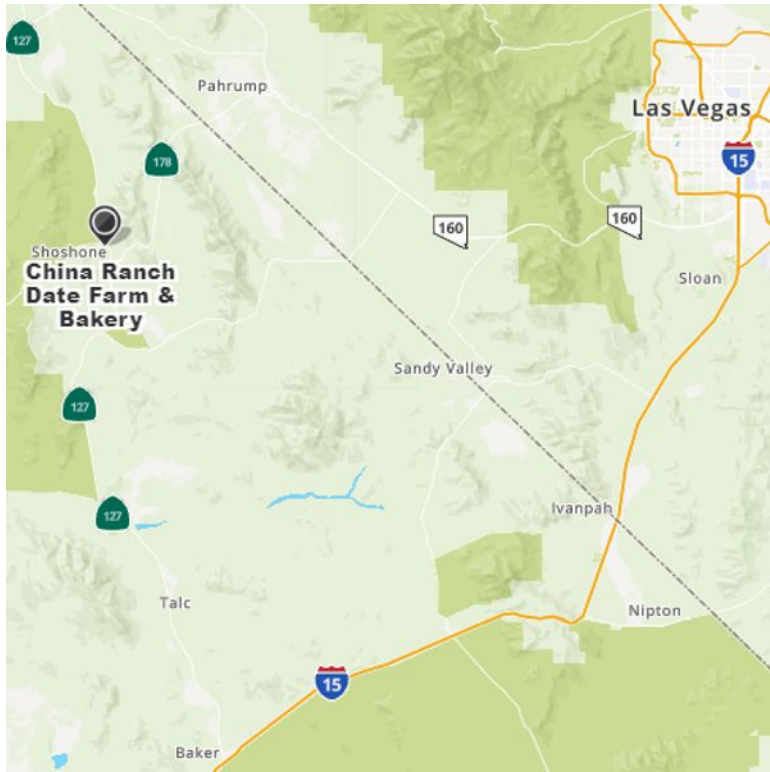 127
Pahrump
Las Vegas
15
178
160
160
Shoshone
China Ranch
Date Farm &
Bakery
Sloan
Sandy Valley
127
Ivanpah
127
Talc
Nipton
15
Baker